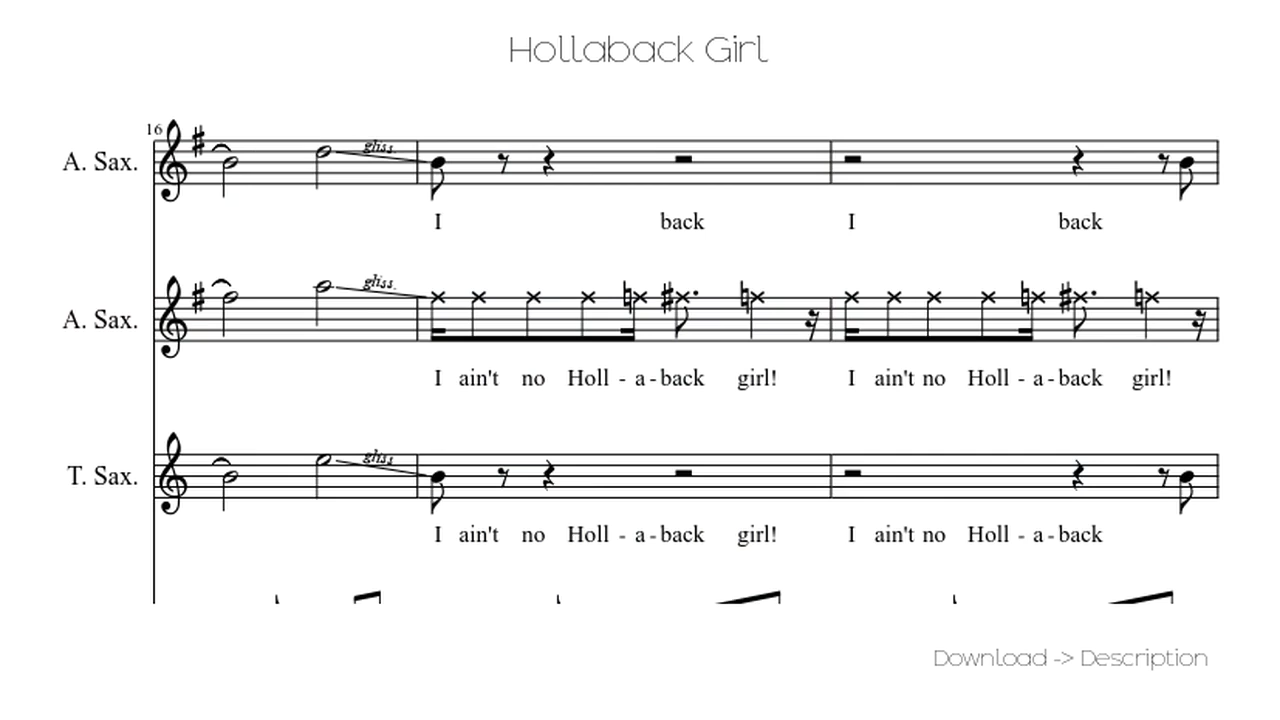 Hollaback Girl
16
A. Sax.
gliss.
I back I back
A. Sax.
gliss.
I ain't no Holl - a - back girl! I ain't no Holl - a - back girl!
T. Sax.
gliss.
I ain't no Holl - a - back girl! I ain't no Holl - a - back
Download -> Description